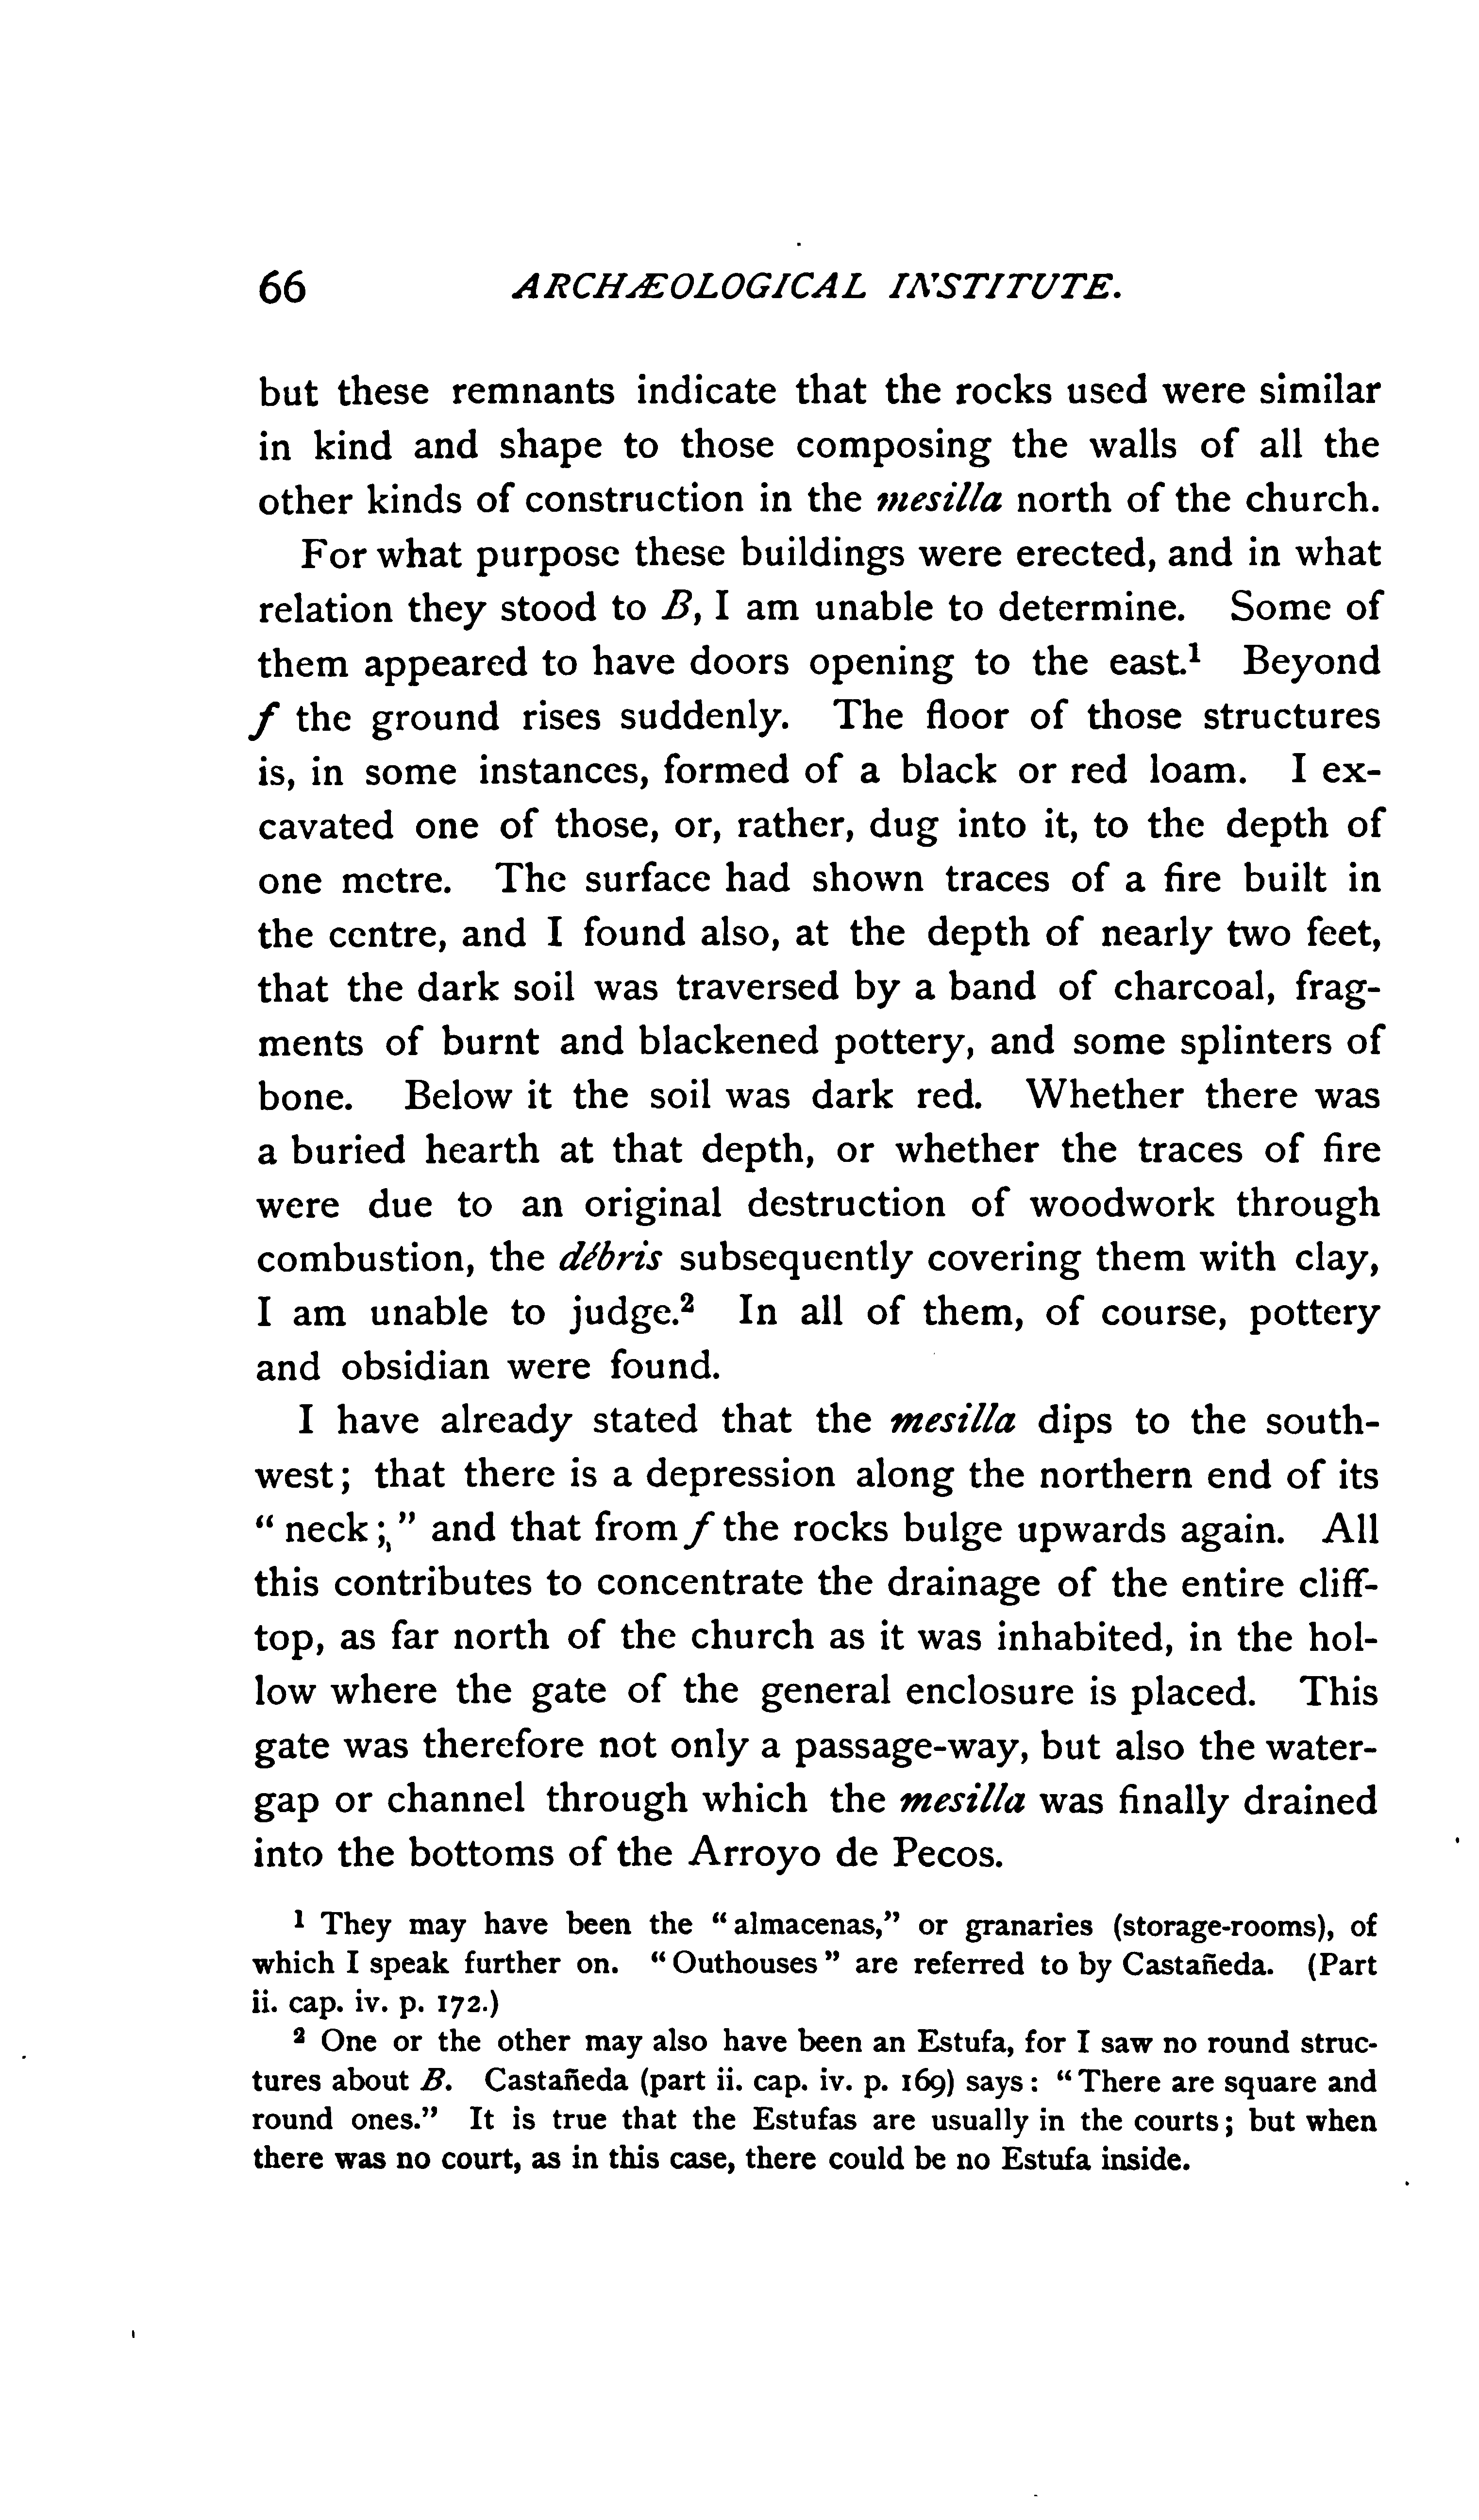 66 ARCHÆOLOGICAL INSTITUTE.
but these remnants indicate that the rocks used were similar
in kind and shape to those composing the walls of all the
other kinds of construction in the mesilla north of the church.
For what purpose these buildings were erected, and in what
relation they stood to B, I am unable to determine. Some of
them appeared to have doors opening to the east.¹ Beyond
f the ground rises suddenly. The floor of those structures
is, in some instances, formed of a black or red loam. I ex-
cavated one of those, or, rather, dug into it, to the depth of
one metre. The surface had shown traces of a fire built in
the centre, and I found also, at the depth of nearly two feet,
that the dark soil was traversed by a band of charcoal, frag-
ments of burnt and blackened pottery, and some splinters of
bone. Below it the soil was dark red. Whether there was
a buried hearth at that depth, or whether the traces of fire
were due to an original destruction of woodwork through
combustion, the débris subsequently covering them with clay,
I am unable to judge.² In all of them, of course, pottery
and obsidian were found.
I have already stated that the mesilla dips to the south-
west; that there is a depression along the northern end of its
"neck;" and that from f the rocks bulge upwards again. All
this contributes to concentrate the drainage of the entire cliff-
top, as far north of the church as it was inhabited, in the hol-
low where the gate of the general enclosure is placed. This
gate was therefore not only a passage-way, but also the water-
gap or channel through which the mesilla was finally drained
into the bottoms of the Arroyo de Pecos.
¹ They may have been the "almacenas," or granaries (storage-rooms), of
which I speak further on. "Outhouses" are referred to by Castañeda. (Part
ii. cap. iv. p. 172.)
² One or the other may also have been an Estufa, for I saw no round struc-
tures about B. Castañeda (part ii. cap. iv. p. 169) says: "There are square and
round ones." It is true that the Estufas are usually in the courts; but when
there was no court, as in this case, there could be no Estufa inside.